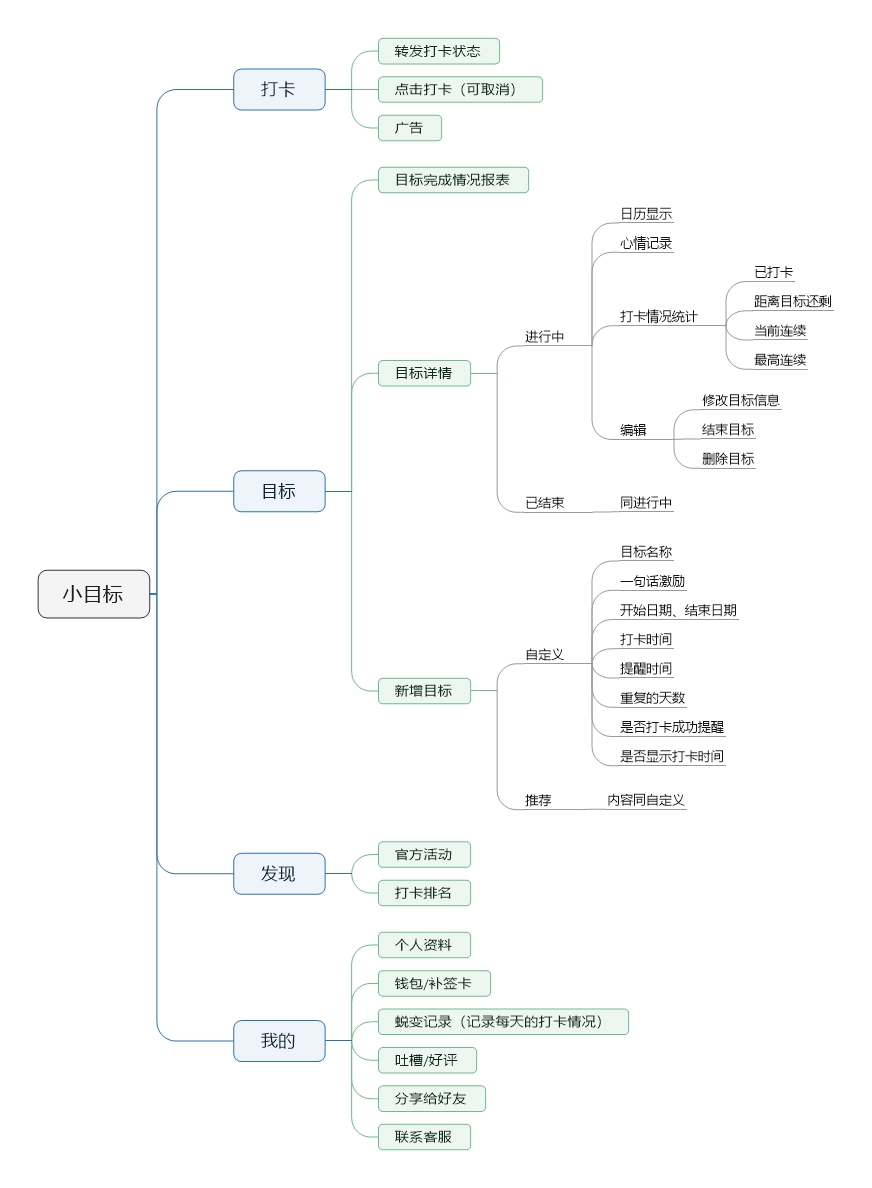 小目标
打卡
转发打卡状态
点击打卡（可取消）
广告
目标
目标完成情况报表
目标详情
进行中
日历显示
心情记录
打卡情况统计
已打卡
距离目标还剩
当前连续
最高连续
编辑
修改目标信息
结束目标
删除目标
已结束
同进行中
新增目标
自定义
目标名称
一句话激励
开始日期、结束日期
打卡时间
提醒时间
重复的天数
是否打卡成功提醒
是否显示打卡时间
推荐
内容同自定义
发现
官方活动
打卡排名
我的
个人资料
钱包/补签卡
蜕变记录（记录每天的打卡情况）
吐槽/好评
分享给好友
联系客服